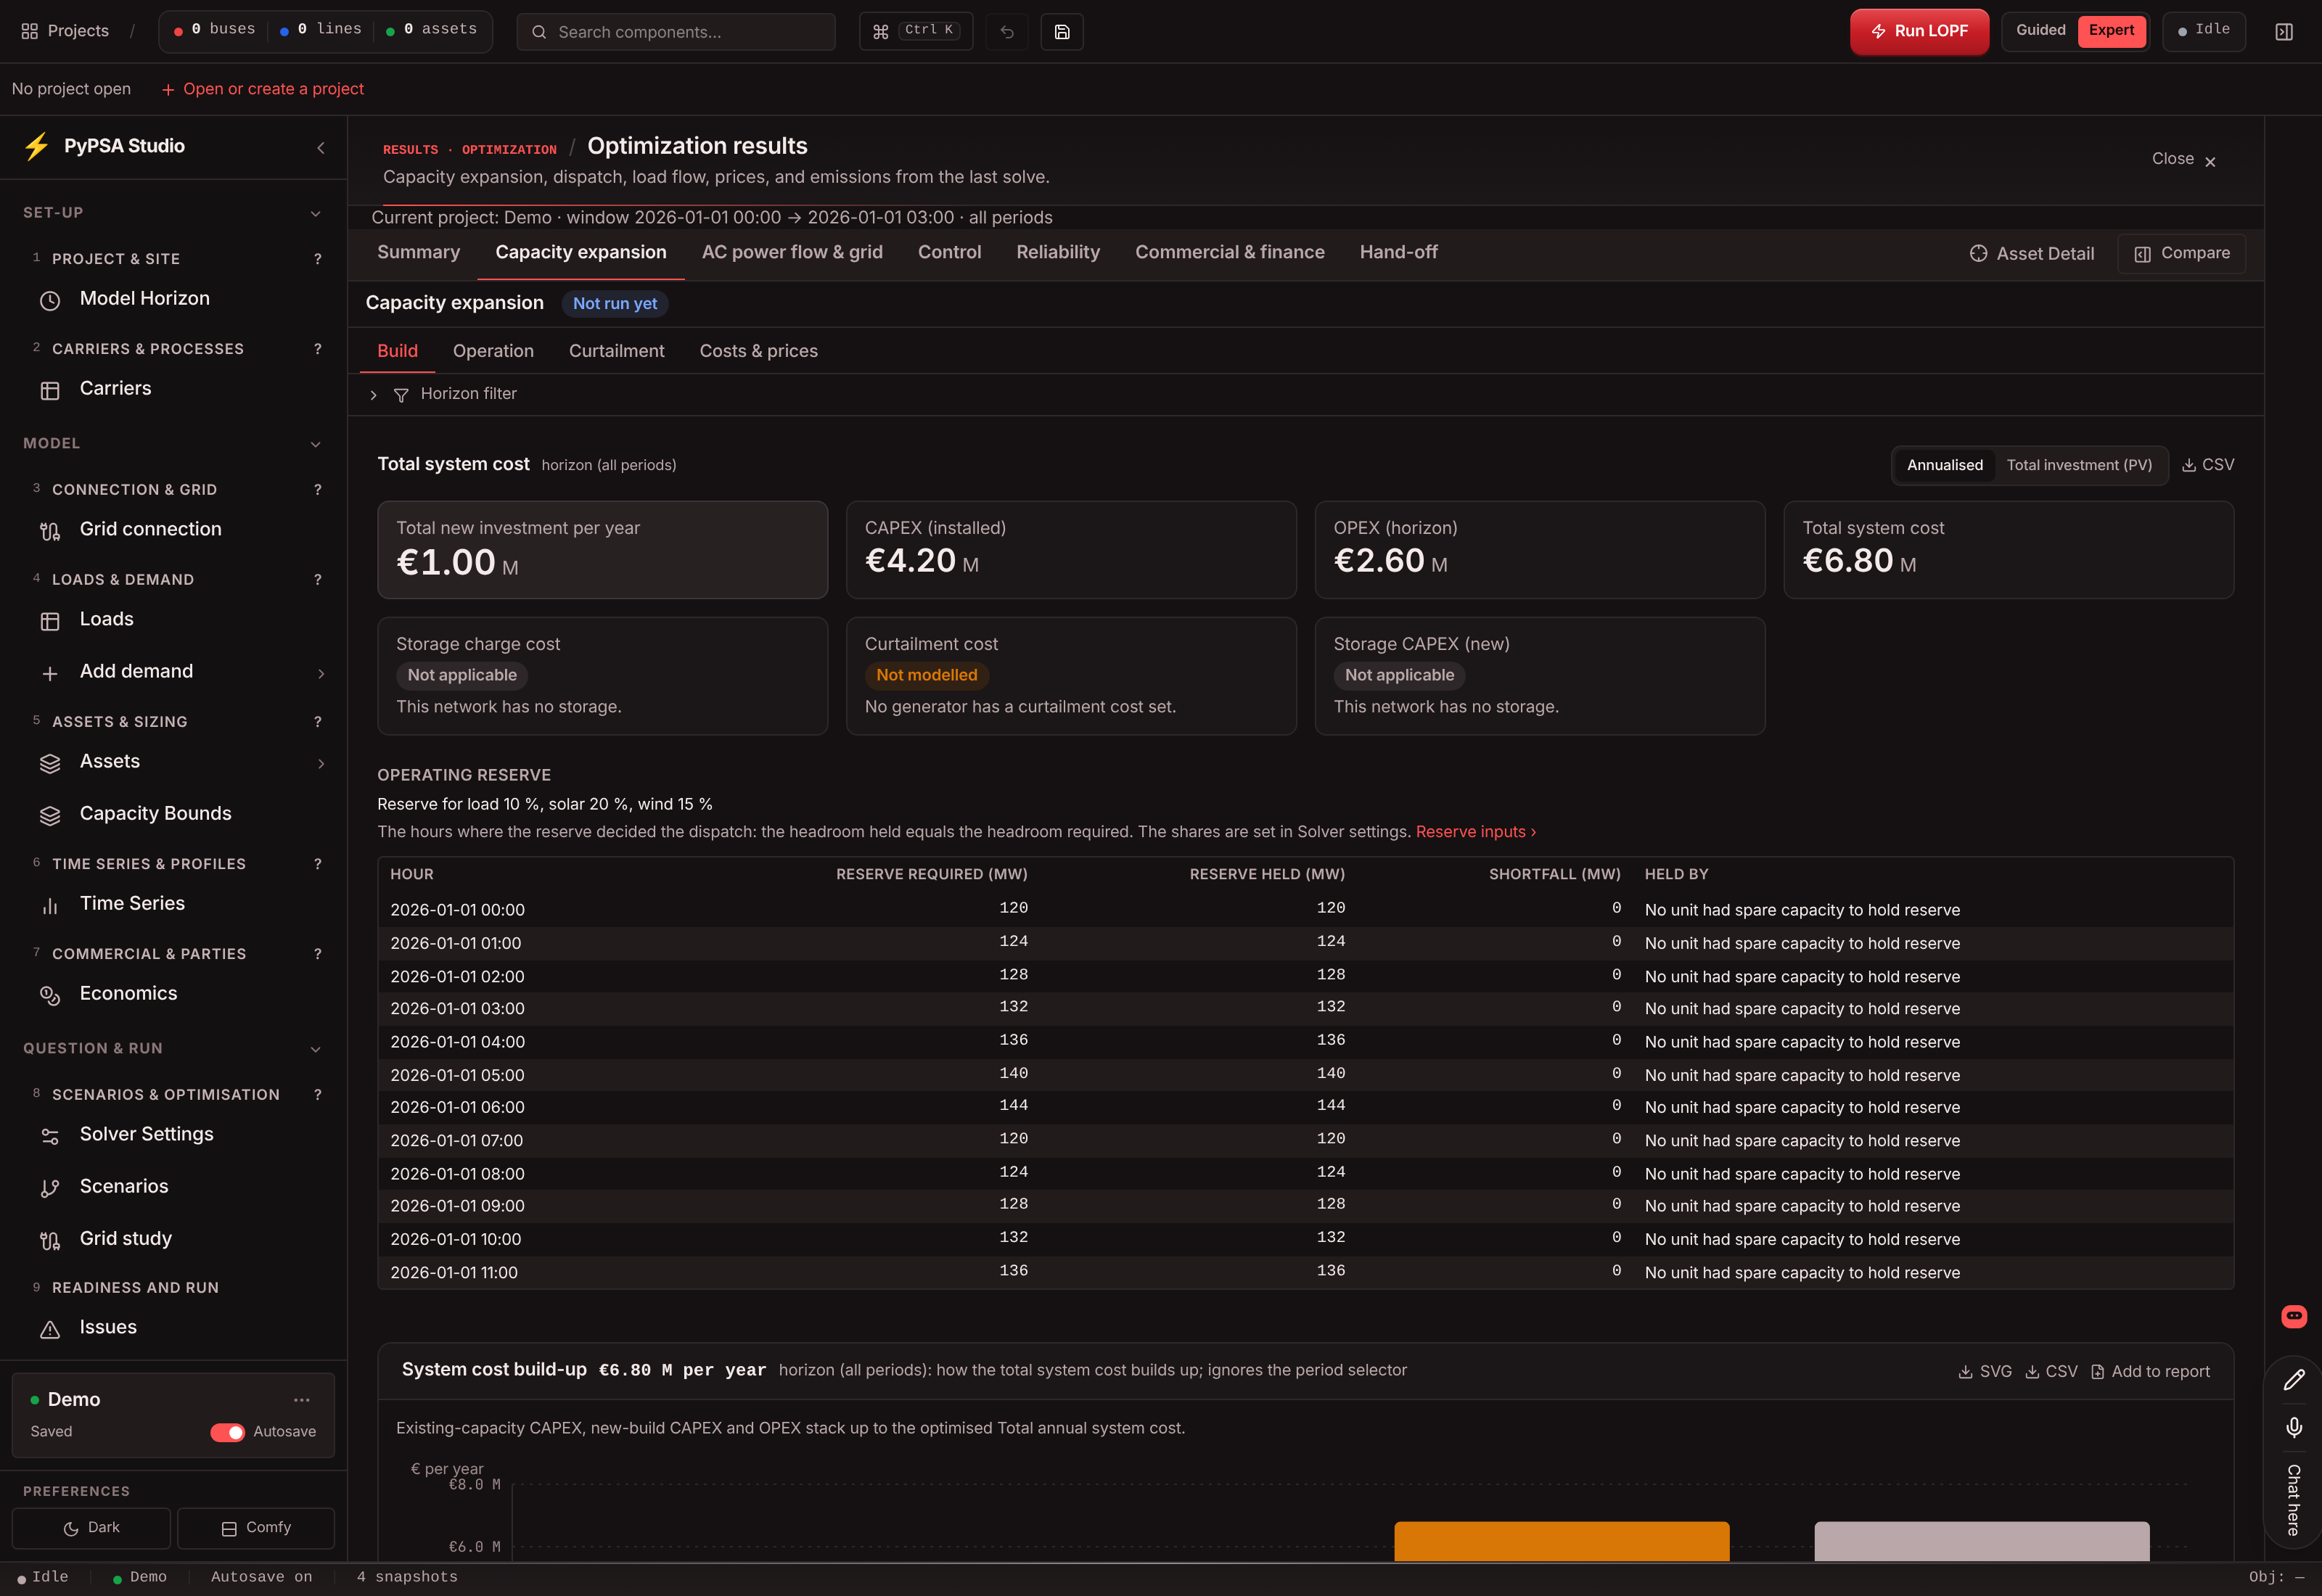 Projects / 0 buses 0 lines 0 assets Search components... Ctrl K Run LOPF Guided Expert Idle
No project open + Open or create a project
PyPSA Studio
SET-UP
1 PROJECT & SITE ?
Model Horizon
2 CARRIERS & PROCESSES ?
Carriers
MODEL
3 CONNECTION & GRID ?
Grid connection
4 LOADS & DEMAND ?
Loads
Add demand
5 ASSETS & SIZING ?
Assets
Capacity Bounds
6 TIME SERIES & PROFILES ?
Time Series
7 COMMERCIAL & PARTIES ?
Economics
QUESTION & RUN
8 SCENARIOS & OPTIMISATION ?
Solver Settings
Scenarios
Grid study
9 READINESS AND RUN
Issues
Demo ...
Saved Autosave
PREFERENCES
Dark Comfy
RESULTS · OPTIMIZATION / Optimization results
Close ×
Capacity expansion, dispatch, load flow, prices, and emissions from the last solve.
Current project: Demo · window 2026-01-01 00:00 → 2026-01-01 03:00 · all periods
Summary Capacity expansion AC power flow & grid Control Reliability Commercial & finance Hand-off Asset Detail Compare
Capacity expansion Not run yet
Build Operation Curtailment Costs & prices
Horizon filter
Total system cost horizon (all periods) Annualised Total investment (PV) CSV
Total new investment per year
€1.00 M
CAPEX (installed)
€4.20 M
OPEX (horizon)
€2.60 M
Total system cost
€6.80 M
Storage charge cost
Not applicable
This network has no storage.
Curtailment cost
Not modelled
No generator has a curtailment cost set.
Storage CAPEX (new)
Not applicable
This network has no storage.
OPERATING RESERVE
Reserve for load 10 %, solar 20 %, wind 15 %
The hours where the reserve decided the dispatch: the headroom held equals the headroom required. The shares are set in Solver settings. Reserve inputs ›
HOUR RESERVE REQUIRED (MW) RESERVE HELD (MW) SHORTFALL (MW) HELD BY
2026-01-01 00:00 120 120 0 No unit had spare capacity to hold reserve
2026-01-01 01:00 124 124 0 No unit had spare capacity to hold reserve
2026-01-01 02:00 128 128 0 No unit had spare capacity to hold reserve
2026-01-01 03:00 132 132 0 No unit had spare capacity to hold reserve
2026-01-01 04:00 136 136 0 No unit had spare capacity to hold reserve
2026-01-01 05:00 140 140 0 No unit had spare capacity to hold reserve
2026-01-01 06:00 144 144 0 No unit had spare capacity to hold reserve
2026-01-01 07:00 120 120 0 No unit had spare capacity to hold reserve
2026-01-01 08:00 124 124 0 No unit had spare capacity to hold reserve
2026-01-01 09:00 128 128 0 No unit had spare capacity to hold reserve
2026-01-01 10:00 132 132 0 No unit had spare capacity to hold reserve
2026-01-01 11:00 136 136 0 No unit had spare capacity to hold reserve
System cost build-up €6.80 M per year horizon (all periods): how the total system cost builds up; ignores the period selector SVG CSV Add to report
Existing-capacity CAPEX, new-build CAPEX and OPEX stack up to the optimised Total annual system cost.
€ per year
€8.0 M
€6.0 M
Chat here
Idle Demo Autosave on 4 snapshots Obj: —